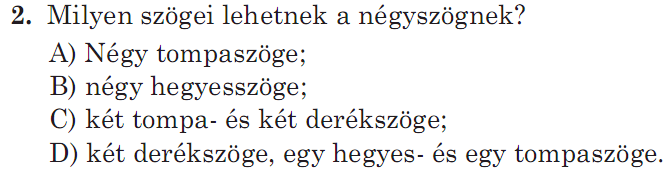 2. Milyen szögei lehetnek a négyszögnek?
A) Négy tompaszöge;
B) négy hegyesszöge;
C) két tompa- és két derékszöge;
D) két derékszöge, egy hegyes- és egy tompaszöge.